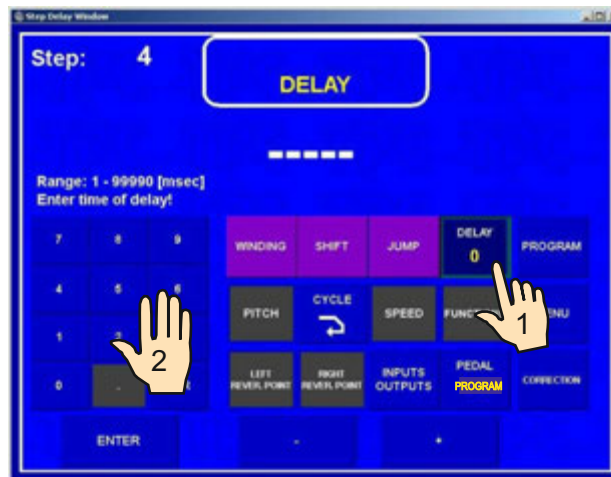 Step Delay Window
Step: 4
DELAY
-----
Range: 1 - 99990 [msec]
Enter time of delay!
7 8 9
WINDING SHIFT JUMP DELAY PROGRAM
0
4 5 6
PITCH CYCLE SPEED
1
1
2
0 .
LEFT
REVER. POINT
RIGHT
REVER. POINT
INPUTS
OUTPUTS
PEDAL
PROGRAM
CORRECTION
ENTER - +